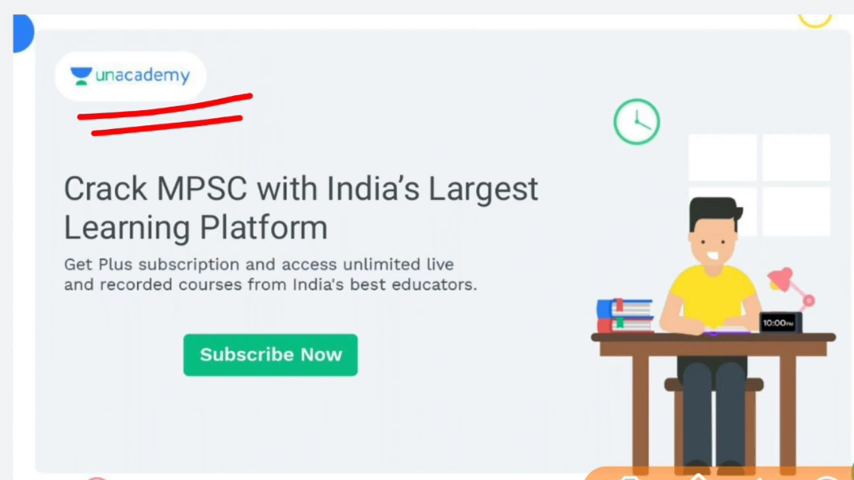 unacademy
Crack MPSC with India's Largest
Learning Platform
Get Plus subscription and access unlimited live
and recorded courses from India's best educators.
Subscribe Now
10:00PM